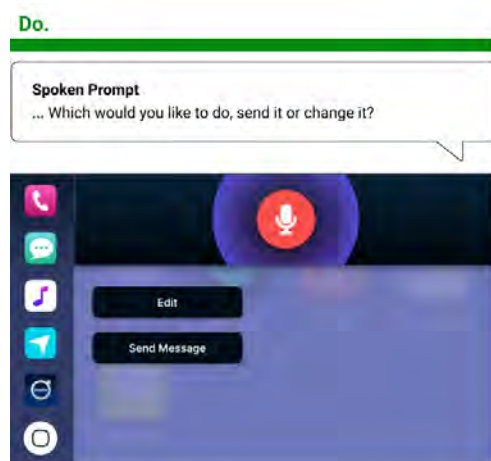 Do.
Spoken Prompt
... Which would you like to do, send it or change it?
Edit
Send Message